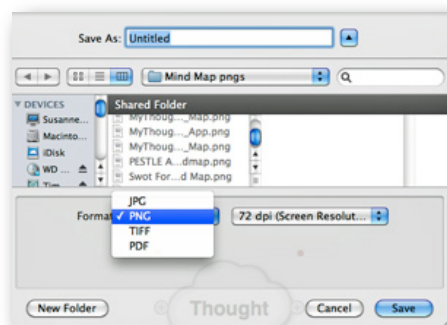 Save As: Untitled
Mind Map pngs
DEVICES
Shared Folder
Susanne...
Macinto...
iDisk
WD ...
Tim
MyThoug..._Map.png
MyThoug..._App.png
MyThoug..._Map.png
PESTLE A...dmap.png
Swot For...d Map.png
JPG
Format PNG 72 dpi (Screen Resolut...
TIFF
PDF
Thought
New Folder Cancel Save